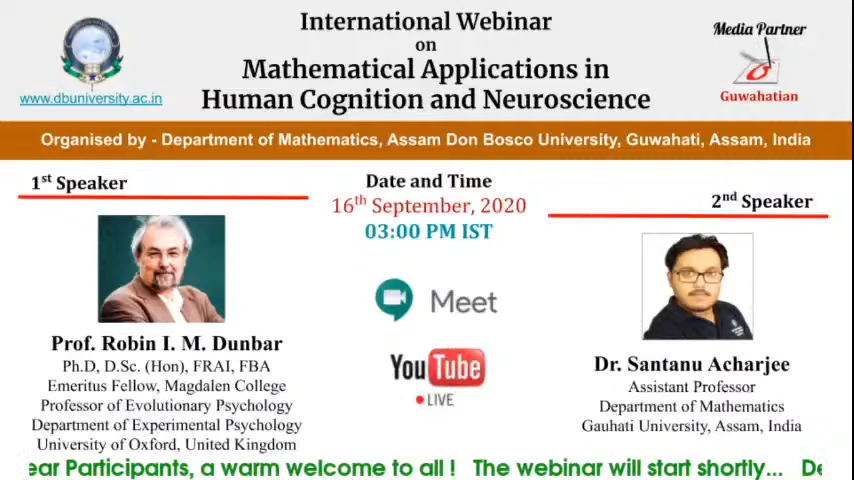 International Webinar
on
Mathematical Applications in
Human Cognition and Neuroscience
www.dbuniversity.ac.in
Media Partner
Guwahatian
Organised by - Department of Mathematics, Assam Don Bosco University, Guwahati, Assam, India
1st Speaker
Date and Time
16th September, 2020
03:00 PM IST
2nd Speaker
Meet
YouTube
LIVE
Prof. Robin I. M. Dunbar
Ph.D, D.Sc. (Hon), FRAI, FBA
Emeritus Fellow, Magdalen College
Professor of Evolutionary Psychology
Department of Experimental Psychology
University of Oxford, United Kingdom
Dr. Santanu Acharjee
Assistant Professor
Department of Mathematics
Gauhati University, Assam, India
ear Participants, a warm welcome to all ! The webinar will start shortly... De